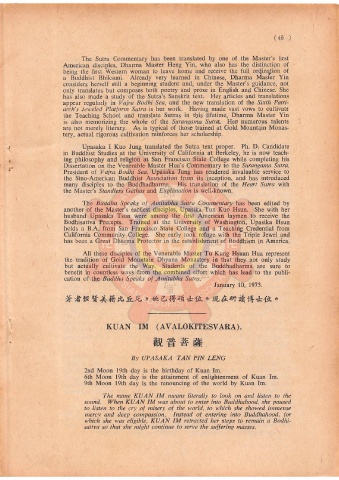 ( 48 )
The Sutra Commentary has been translated by one of the Master's first
American disciples, Dharma Master Heng Yin, who also has the distinction of
being the first Western woman to leave home and receive the full ordination of
a Buddhist Bhiksuni. Already very learned in Chinese, Dharma Master Yin
considers herself still a beginning student and, under the Master's guidance, not
only translates but composes both poetry and prose in English and Chinese. She
has also made a study of the Sutra's Sanskrit text. Her articles and translations
appear regularly in Vajra Bodhi Sea, and the new translation of the Sixth Patri-
arch's Jeweled Platform Sutra is her work. Having made vast vows to cultivate
the Teaching School and translate Sutras in this lifetime, Dharma Master Yin
is also memorizing the whole of the Surangama Sutra. Her numerous talents
are not merely literary. As is typical of those trained at Gold Mountain Monas-
tery, actual rigorous cultivation reinforces her scholarship.
Upasaka I Kuo Jung translated the Sutra text proper. Ph. D. Candidate
in Buddhist Studies at the University of California at Berkeley, he is now teach-
ing philosophy and religion at San Francisco State College while completing his
Dissertation on the Venerable Master Hua's Commentary to the Surangama Sutra.
President of Vajra Bodhi Sea, Upasaka Jung has rendered invaluable service to
the Sino-American Buddhist Association from its inception, and has introduced
many disciples to the Buddhadharma. His translation of the Heart Sutra with
the Master's Standless Gathas and Explanation is well-known.
The Buddha Speaks of Amitabha Sutra Commentary has been edited by
another of the Master's earliest disciples, Upasika Kuo Hsun. She with her
husband Upasaka were among the first American laymen to receive the
Bodhisattva Precepts. Trained at the University of Washington, Upasika Hsun
holds a B.A. from San Francisco State College and a Teaching Credential from
California Community College. She early took refuge with the Triple Jewel and
has been a Great Dharma Protector in the establishment of Buddhism in America.
All these disciples of the Venerable Master Tu Kung Hsuan Hua represent
the tradition of Gold Mountain Dhyana Monastery in that they not only study
but actually cultivate the Way. Students of the Buddhadharma are sure to
benefit in countless ways from the combined effort which has lead to the publi-
cation of the Buddha Speaks of Amitabha Sutra.
January 10, 1973.
KUAN IM (AVALOKITESVARA).
觀音菩薩
By UPASAKA TAN PIN LENG
2nd Moon 19th day is the birthday of Kuan Im.
6th Moon 19th day is the attainment of enlightenment of Kuan Im.
9th Moon 19th day is the renouncing of the world by Kuan Im.
The name KUAN IM means literally to look on and listen to the
sound. When KUAN IM was about to enter into Buddhahood, she paused
to listen to the cry of misery of the world, to which she showed immense
mercy and deep compassion. Instead of entering into Buddhahood, for
which she was eligible, KUAN IM retraced her steps to remain a Bodhi-
sattva so that she might continue to serve the suffering masses.